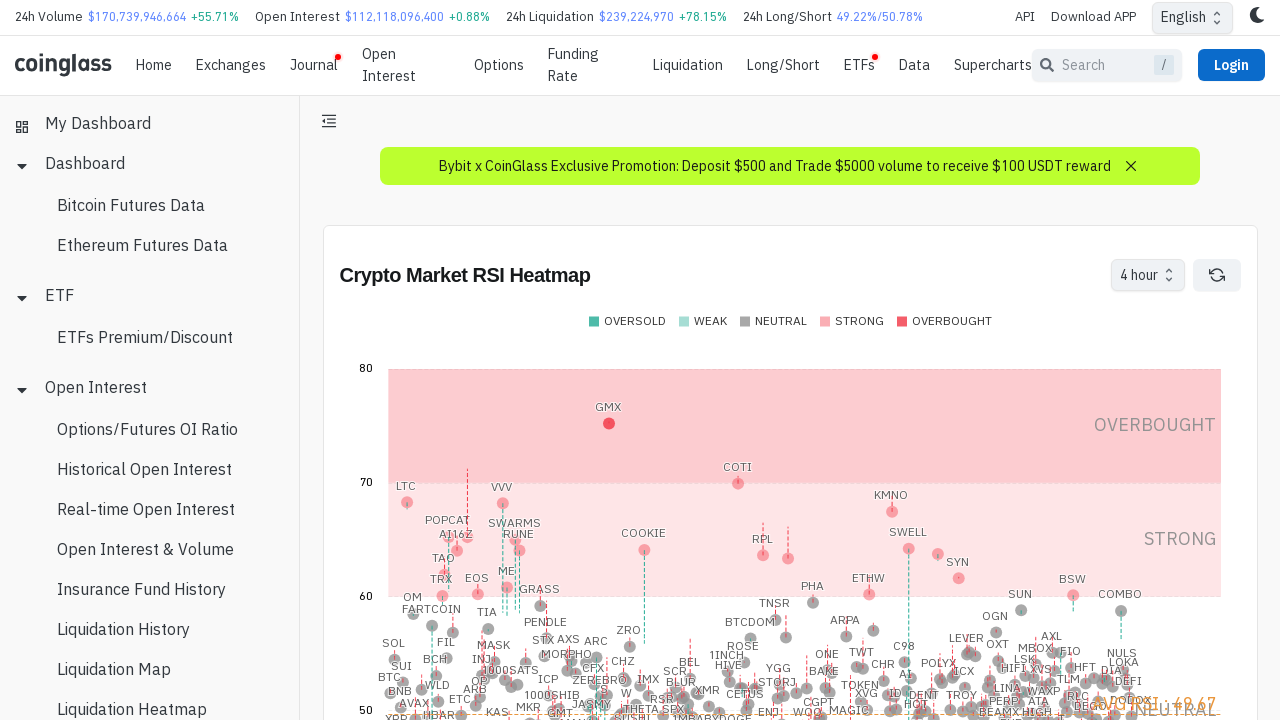 24h Volume $170,739,946,664 +55.71% Open Interest $112,118,096,400 +0.88% 24h Liquidation $239,224,970 +78.15% 24h Long/Short 49.22%/50.78% API Download APP English
coinglass Home Exchanges Journal Open Interest Options Funding Rate Liquidation Long/Short ETFs Data Supercharts Search / Login
My Dashboard
Dashboard
Bitcoin Futures Data
Ethereum Futures Data
ETF
ETFs Premium/Discount
Open Interest
Options/Futures OI Ratio
Historical Open Interest
Real-time Open Interest
Open Interest & Volume
Insurance Fund History
Liquidation History
Liquidation Map
Liquidation Heatmap
Bybit x CoinGlass Exclusive Promotion: Deposit $500 and Trade $5000 volume to receive $100 USDT reward
Crypto Market RSI Heatmap
4 hour
OVERSOLD WEAK NEUTRAL STRONG OVERBOUGHT
80
GMX
OVERBOUGHT
COTI
70
LTC VVV KMNO
POPCAT SWARMS
AI16Z RUNE COOKIE SWELL
RPL STRONG
TAO SYN
TRX EOS ME ETHW BSW
GRASS PHA
60
OM SUN COMBO
FARTCOIN TIA TNSR OGN
PENDLE ZRO BTCDOM ARPA
SOL FIL MASK STX AXS ARC ROSE C98 LEVER OXT AXL
MBOX FIO
SUI BCH INJ MORPHO CHZ BEL 1INCH HIVE ONE TWT CHR POLYX LSK NULS LOKA
BTC 1000SATS ICP CFX SCR YGG BAKE AI ICX HIFI XVS HFT DIA
BNB WLD ARB OP ZEREBRO IMX BLUR STORJ TOKEN LINA WAXP TLM DEFI
AVAX ETC 1000SHIB W RSR XMR CETUS CGPT XVG ID DENT TROY PERP ATA RLC
50
XRP HBAR KAS MKR GMT JASMY THETA SPX WOO MAGIC HOT HIGH
NEUTRAL